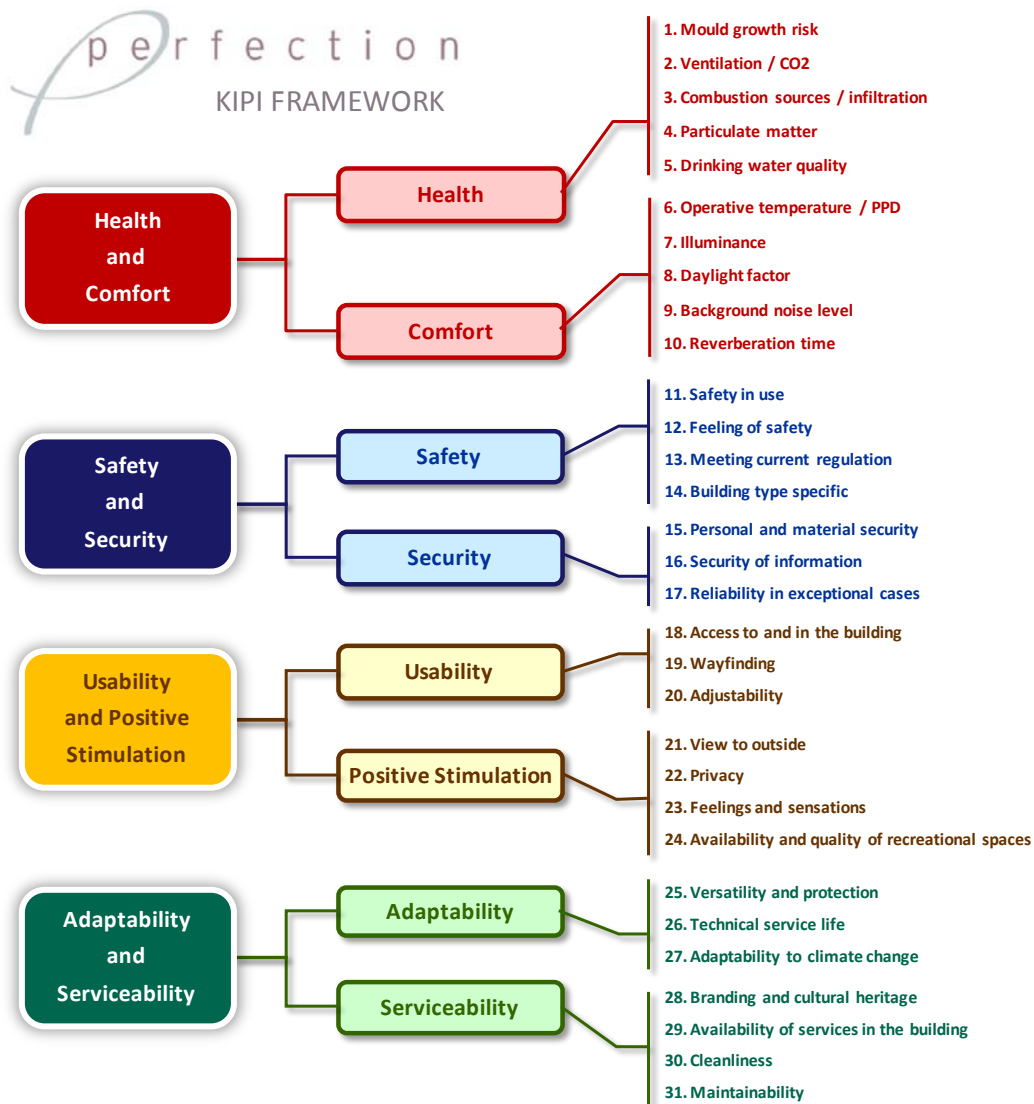 perfection
KIPI FRAMEWORK
Health
and
Comfort
Health
1. Mould growth risk
2. Ventilation / CO2
3. Combustion sources / infiltration
4. Particulate matter
5. Drinking water quality
Comfort
6. Operative temperature / PPD
7. Illuminance
8. Daylight factor
9. Background noise level
10. Reverberation time
Safety
and
Security
Safety
11. Safety in use
12. Feeling of safety
13. Meeting current regulation
14. Building type specific
Security
15. Personal and material security
16. Security of information
17. Reliability in exceptional cases
Usability
and Positive
Stimulation
Usability
18. Access to and in the building
19. Wayfinding
20. Adjustability
Positive Stimulation
21. View to outside
22. Privacy
23. Feelings and sensations
24. Availability and quality of recreational spaces
Adaptability
and
Serviceability
Adaptability
25. Versatility and protection
26. Technical service life
27. Adaptability to climate change
Serviceability
28. Branding and cultural heritage
29. Availability of services in the building
30. Cleanliness
31. Maintainability